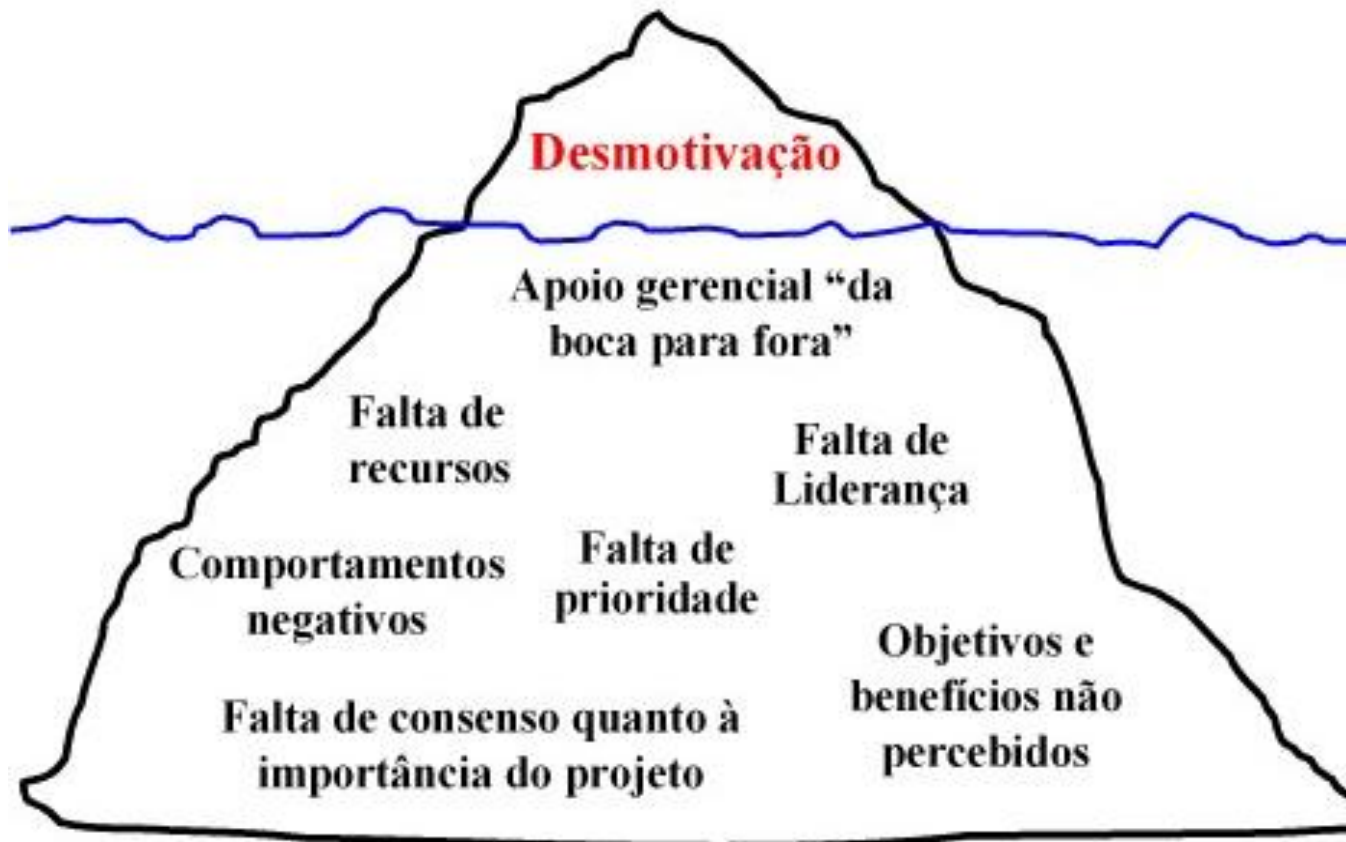 Desmotivação
Apoio gerencial “da
boca para fora”
Falta de
recursos
Falta de
Liderança
Comportamentos
negativos
Falta de
prioridade
Objetivos e
benefícios não
percebidos
Falta de consenso quanto à
importância do projeto